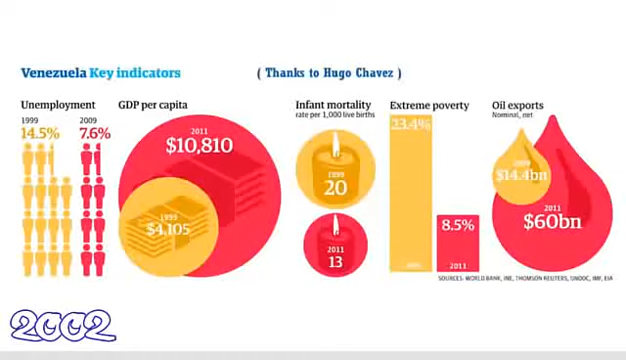 Venezuela Key indicators
( Thanks to Hugo Chavez )
Unemployment
1999 2009
14.5% 7.6%
GDP per capita
2011
$10,810
1999
$4,105
Infant mortality
rate per 1,000 live births
1999
20
2011
13
Extreme poverty
23.4%
8.5%
2011
Oil exports
Nominal, net
$14.4bn
2011
$60bn
SOURCES: WORLD BANK, INE, THOMSON REUTERS, UNODC, IMF, EIA
2002